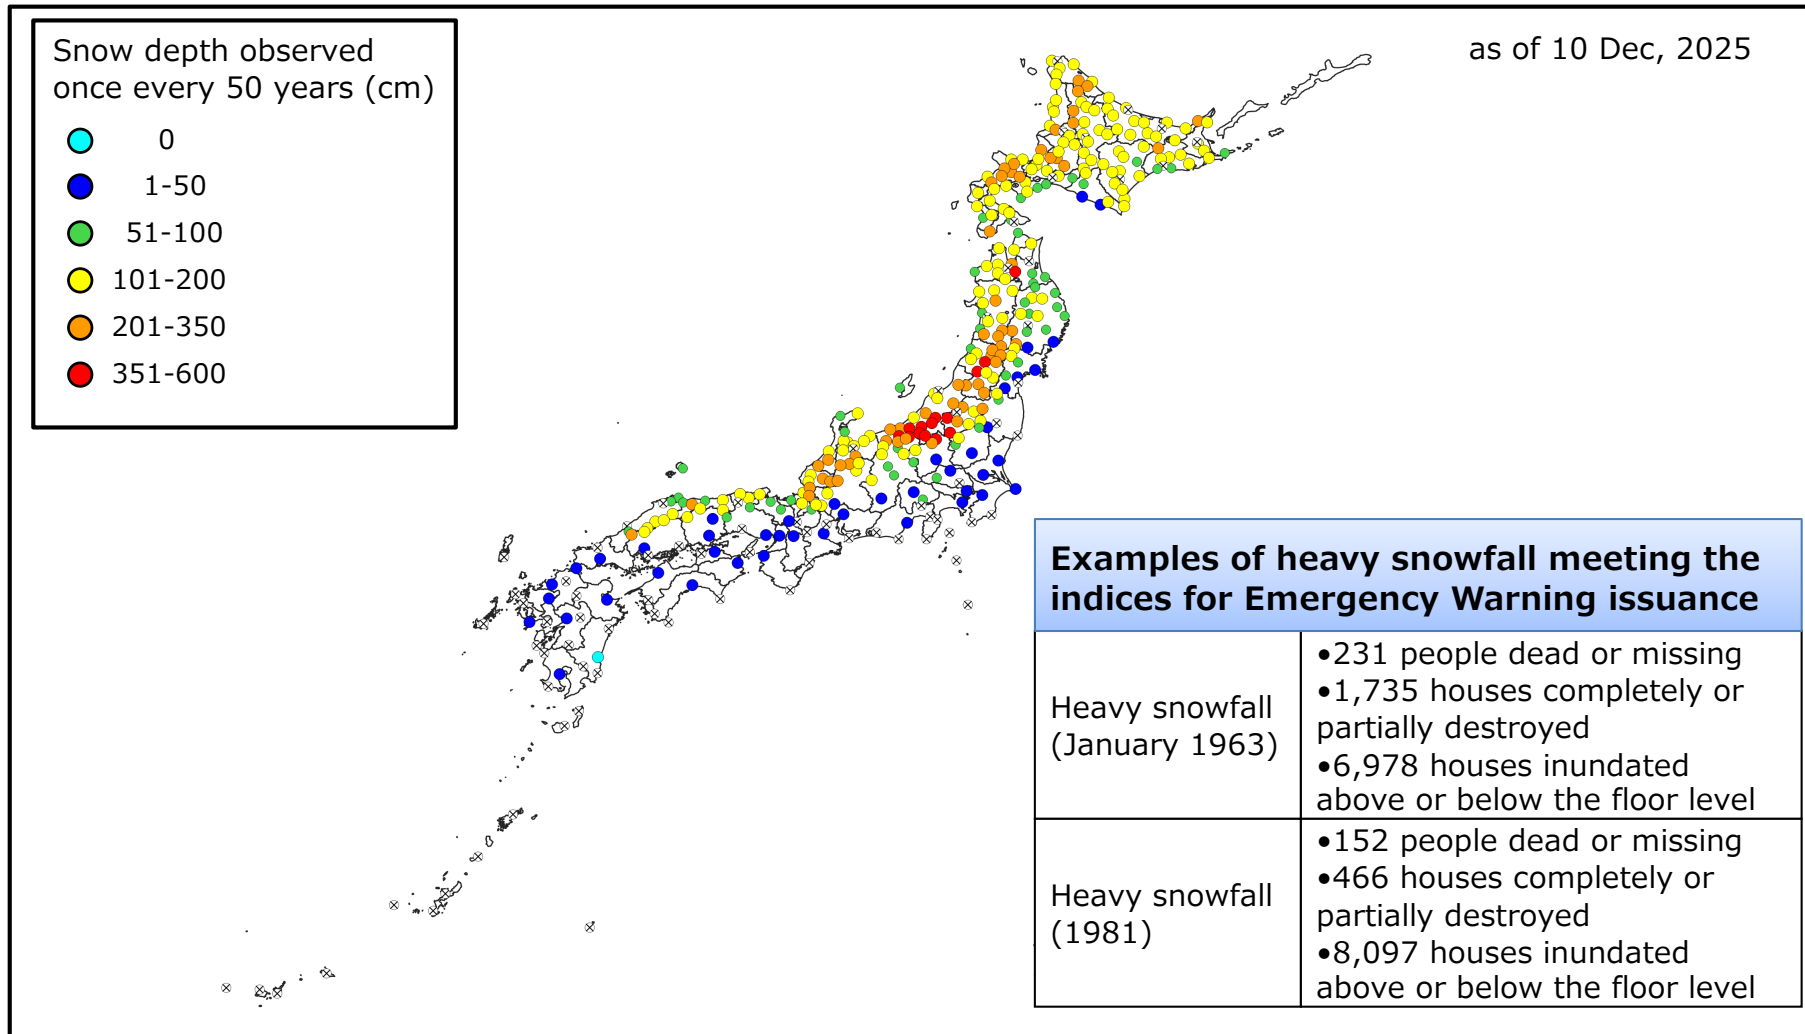 Snow depth observed
once every 50 years (cm)
0
1-50
51-100
101-200
201-350
351-600
as of 10 Dec, 2025
Examples of heavy snowfall meeting the
indices for Emergency Warning issuance
Heavy snowfall
(January 1963)
•231 people dead or missing
•1,735 houses completely or
partially destroyed
•6,978 houses inundated
above or below the floor level
Heavy snowfall
(1981)
•152 people dead or missing
•466 houses completely or
partially destroyed
•8,097 houses inundated
above or below the floor level